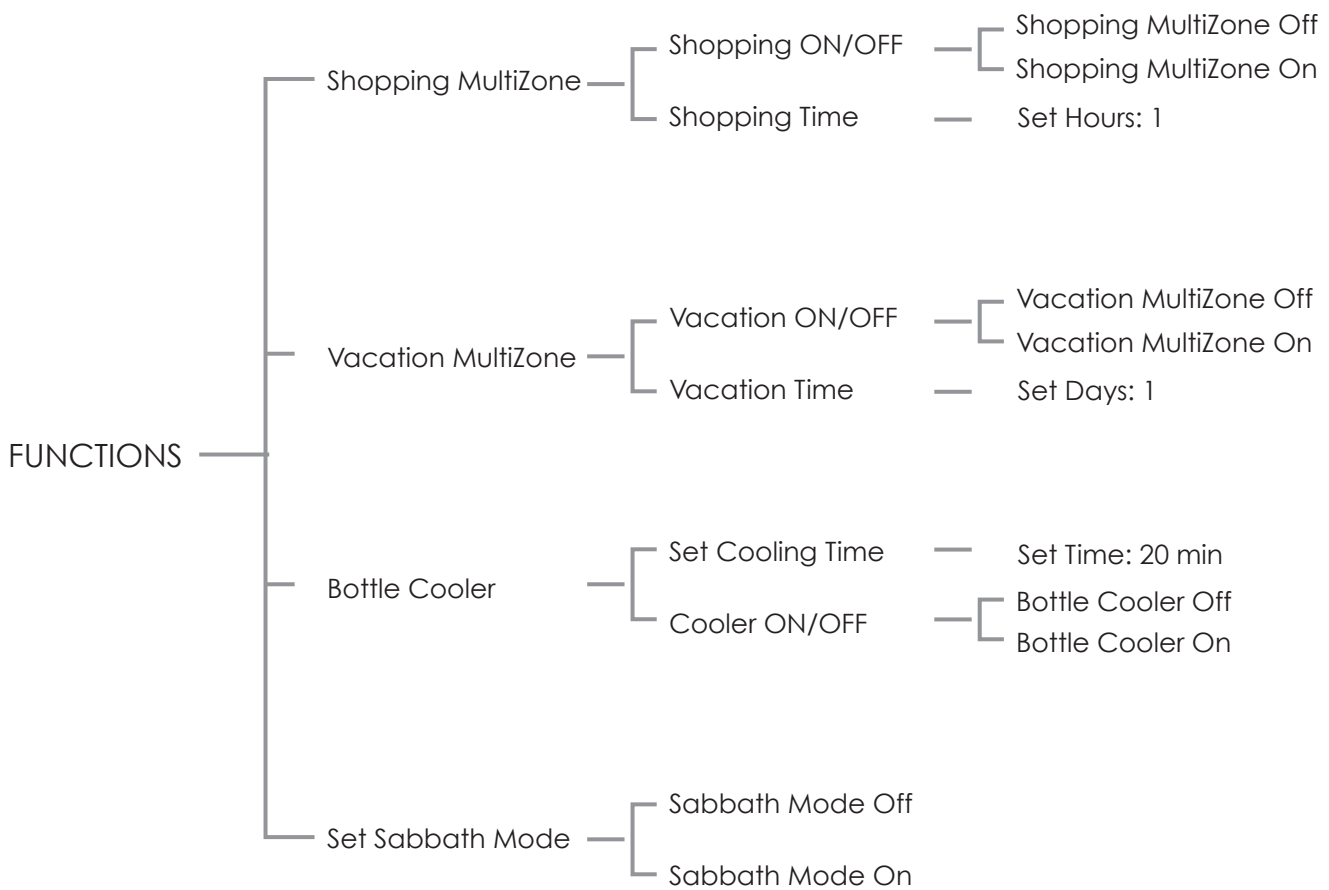 Shopping MultiZone Off
Shopping ON/OFF
Shopping MultiZone On
Shopping MultiZone
Shopping Time
Set Hours: 1
Vacation MultiZone Off
Vacation ON/OFF
Vacation MultiZone On
Vacation MultiZone
Vacation Time
Set Days: 1
FUNCTIONS
Set Cooling Time
Set Time: 20 min
Bottle Cooler
Bottle Cooler Off
Cooler ON/OFF
Bottle Cooler On
Sabbath Mode Off
Set Sabbath Mode
Sabbath Mode On